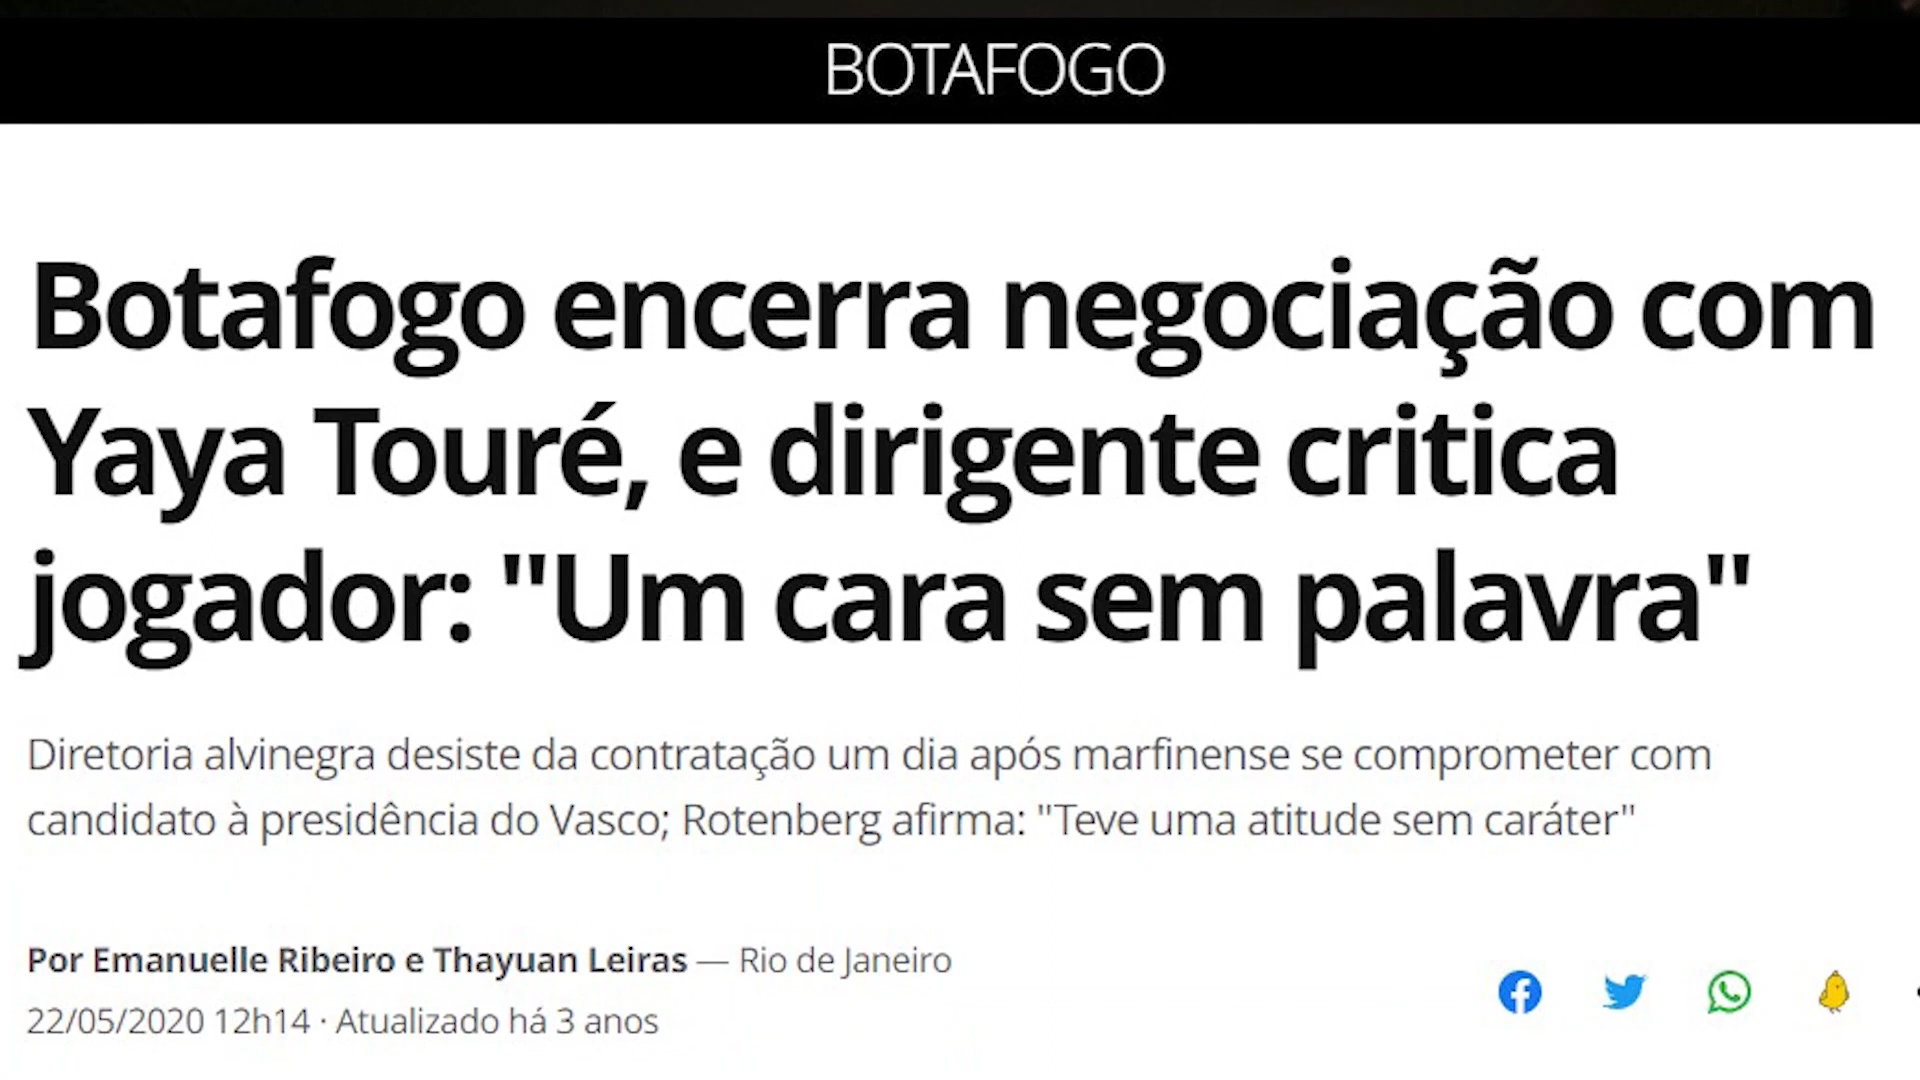 BOTAFOGO
Botafogo encerra negociação com
Yaya Touré, e dirigente critica
jogador: "Um cara sem palavra"
Diretoria alvinegra desiste da contratação um dia após marfinense se comprometer com
candidato à presidência do Vasco; Rotenberg afirma: "Teve uma atitude sem caráter"
Por Emanuelle Ribeiro e Thayuan Leiras — Rio de Janeiro
22/05/2020 12h14 · Atualizado há 3 anos